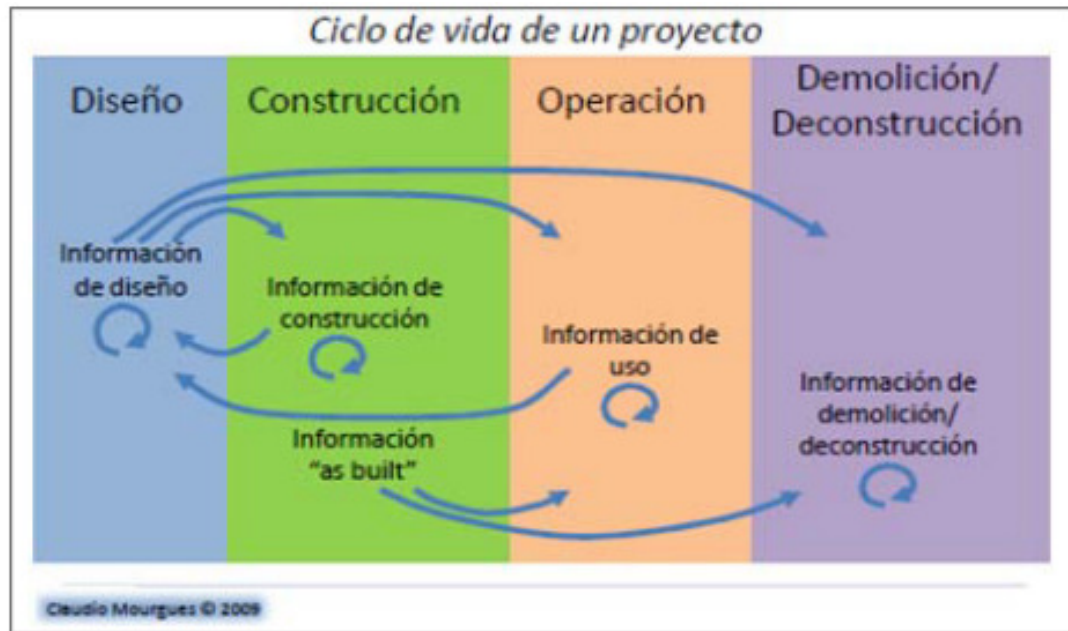 Ciclo de vida de un proyecto
Diseño
Construcción
Operación
Demolición/
Deconstrucción
Información
de diseño
Información de
construcción
Información de
uso
Información de
demolición/
deconstrucción
Información
“as built”
Claudio Mourgues © 2009